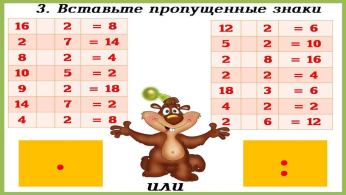 3. Вставьте пропущенные знаки
16 2 = 8
2 7 = 14
8 2 = 4
10 5 = 2
9 2 = 18
14 7 = 2
4 2 = 8
12 2 = 6
5 2 = 10
2 8 = 16
2 2 = 4
18 3 = 6
4 2 = 2
2 6 = 12
• или :